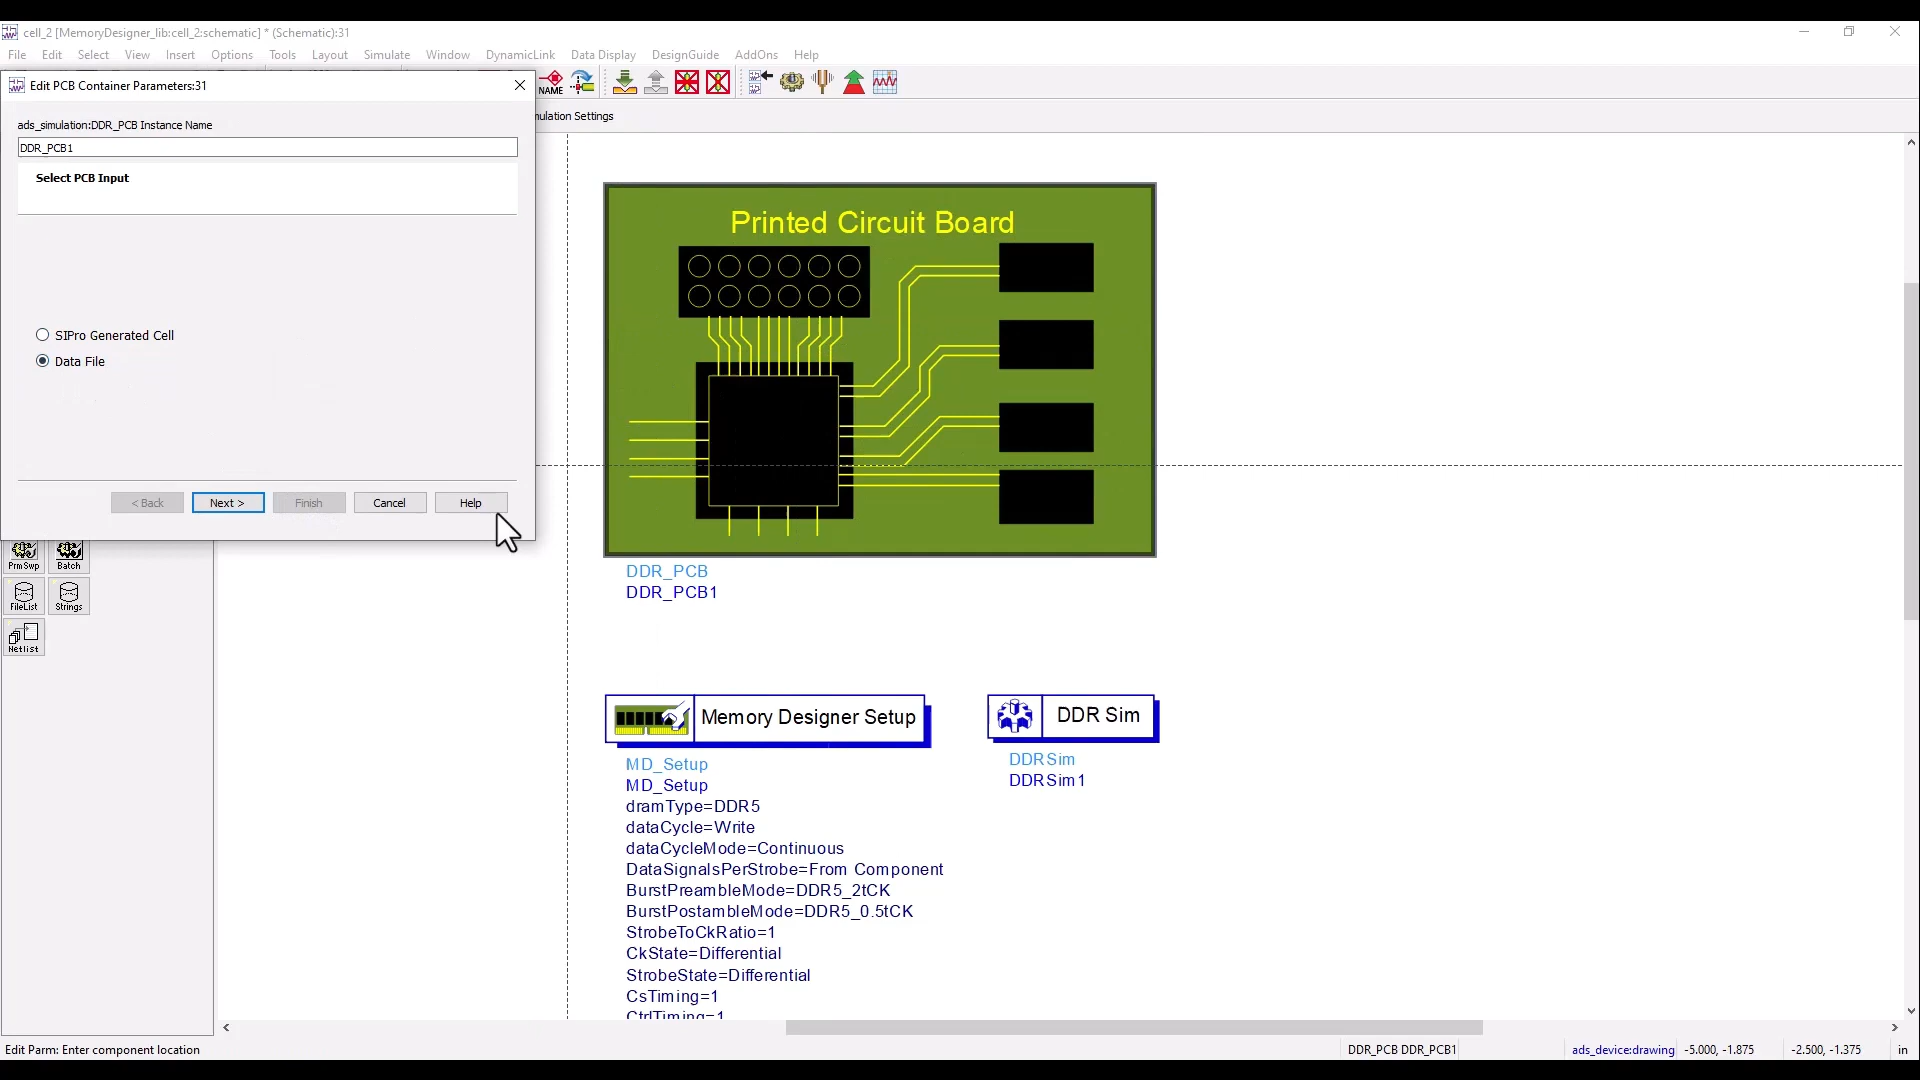 cell_2 [MemoryDesigner_lib:cell_2:schematic] * (Schematic):31
File Edit Select View Insert Options Tools Layout Simulate Window DynamicLink Data Display DesignGuide AddOns Help
Edit PCB Container Parameters:31
NAME
mulation Settings
ads_simulation:DDR_PCB Instance Name
DDR_PCB1
Select PCB Input
SIPro Generated Cell
Data File
< Back Next > Finish Cancel Help
PrmSwp Batch
FileList Strings
Netlist
Printed Circuit Board
DDR_PCB
DDR_PCB1
Memory Designer Setup
DDR Sim
MD_Setup
MD_Setup
dramType=DDR5
dataCycle=Write
dataCycleMode=Continuous
DataSignalsPerStrobe=From Component
BurstPreambleMode=DDR5_2tCK
BurstPostambleMode=DDR5_0.5tCK
StrobeToCkRatio=1
CkState=Differential
StrobeState=Differential
CsTiming=1
CtrlTiming=1
DDRSim
DDRSim1
Edit Parm: Enter component location
DDR_PCB DDR_PCB1
ads_device:drawing
-5.000, -1.875
-2.500, -1.375
in